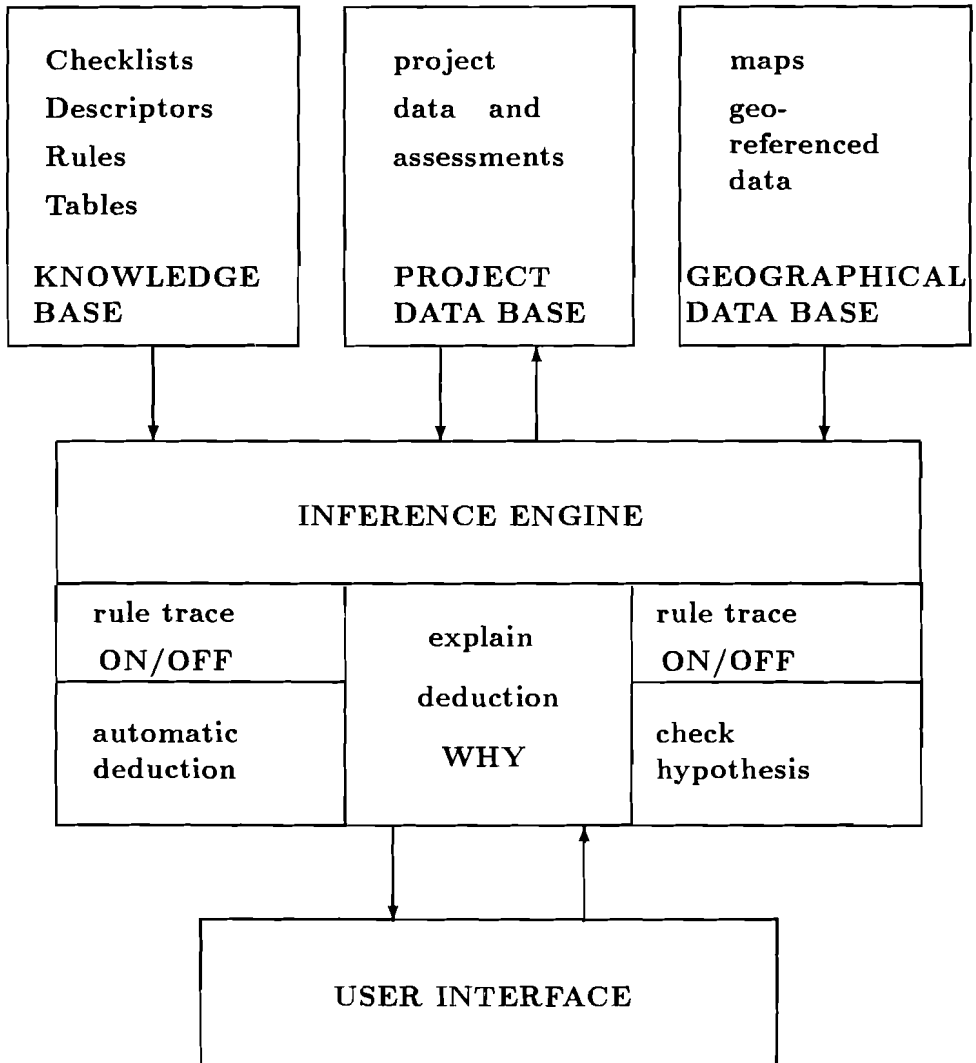 Checklists
Descriptors
Rules
Tables
KNOWLEDGE
BASE
project
data and
assessments
PROJECT
DATA BASE
maps
geo-
referenced
data
GEOGRAPHICAL
DATA BASE
INFERENCE ENGINE
rule trace
ON/OFF
automatic
deduction
explain
deduction
WHY
rule trace
ON/OFF
check
hypothesis
USER INTERFACE